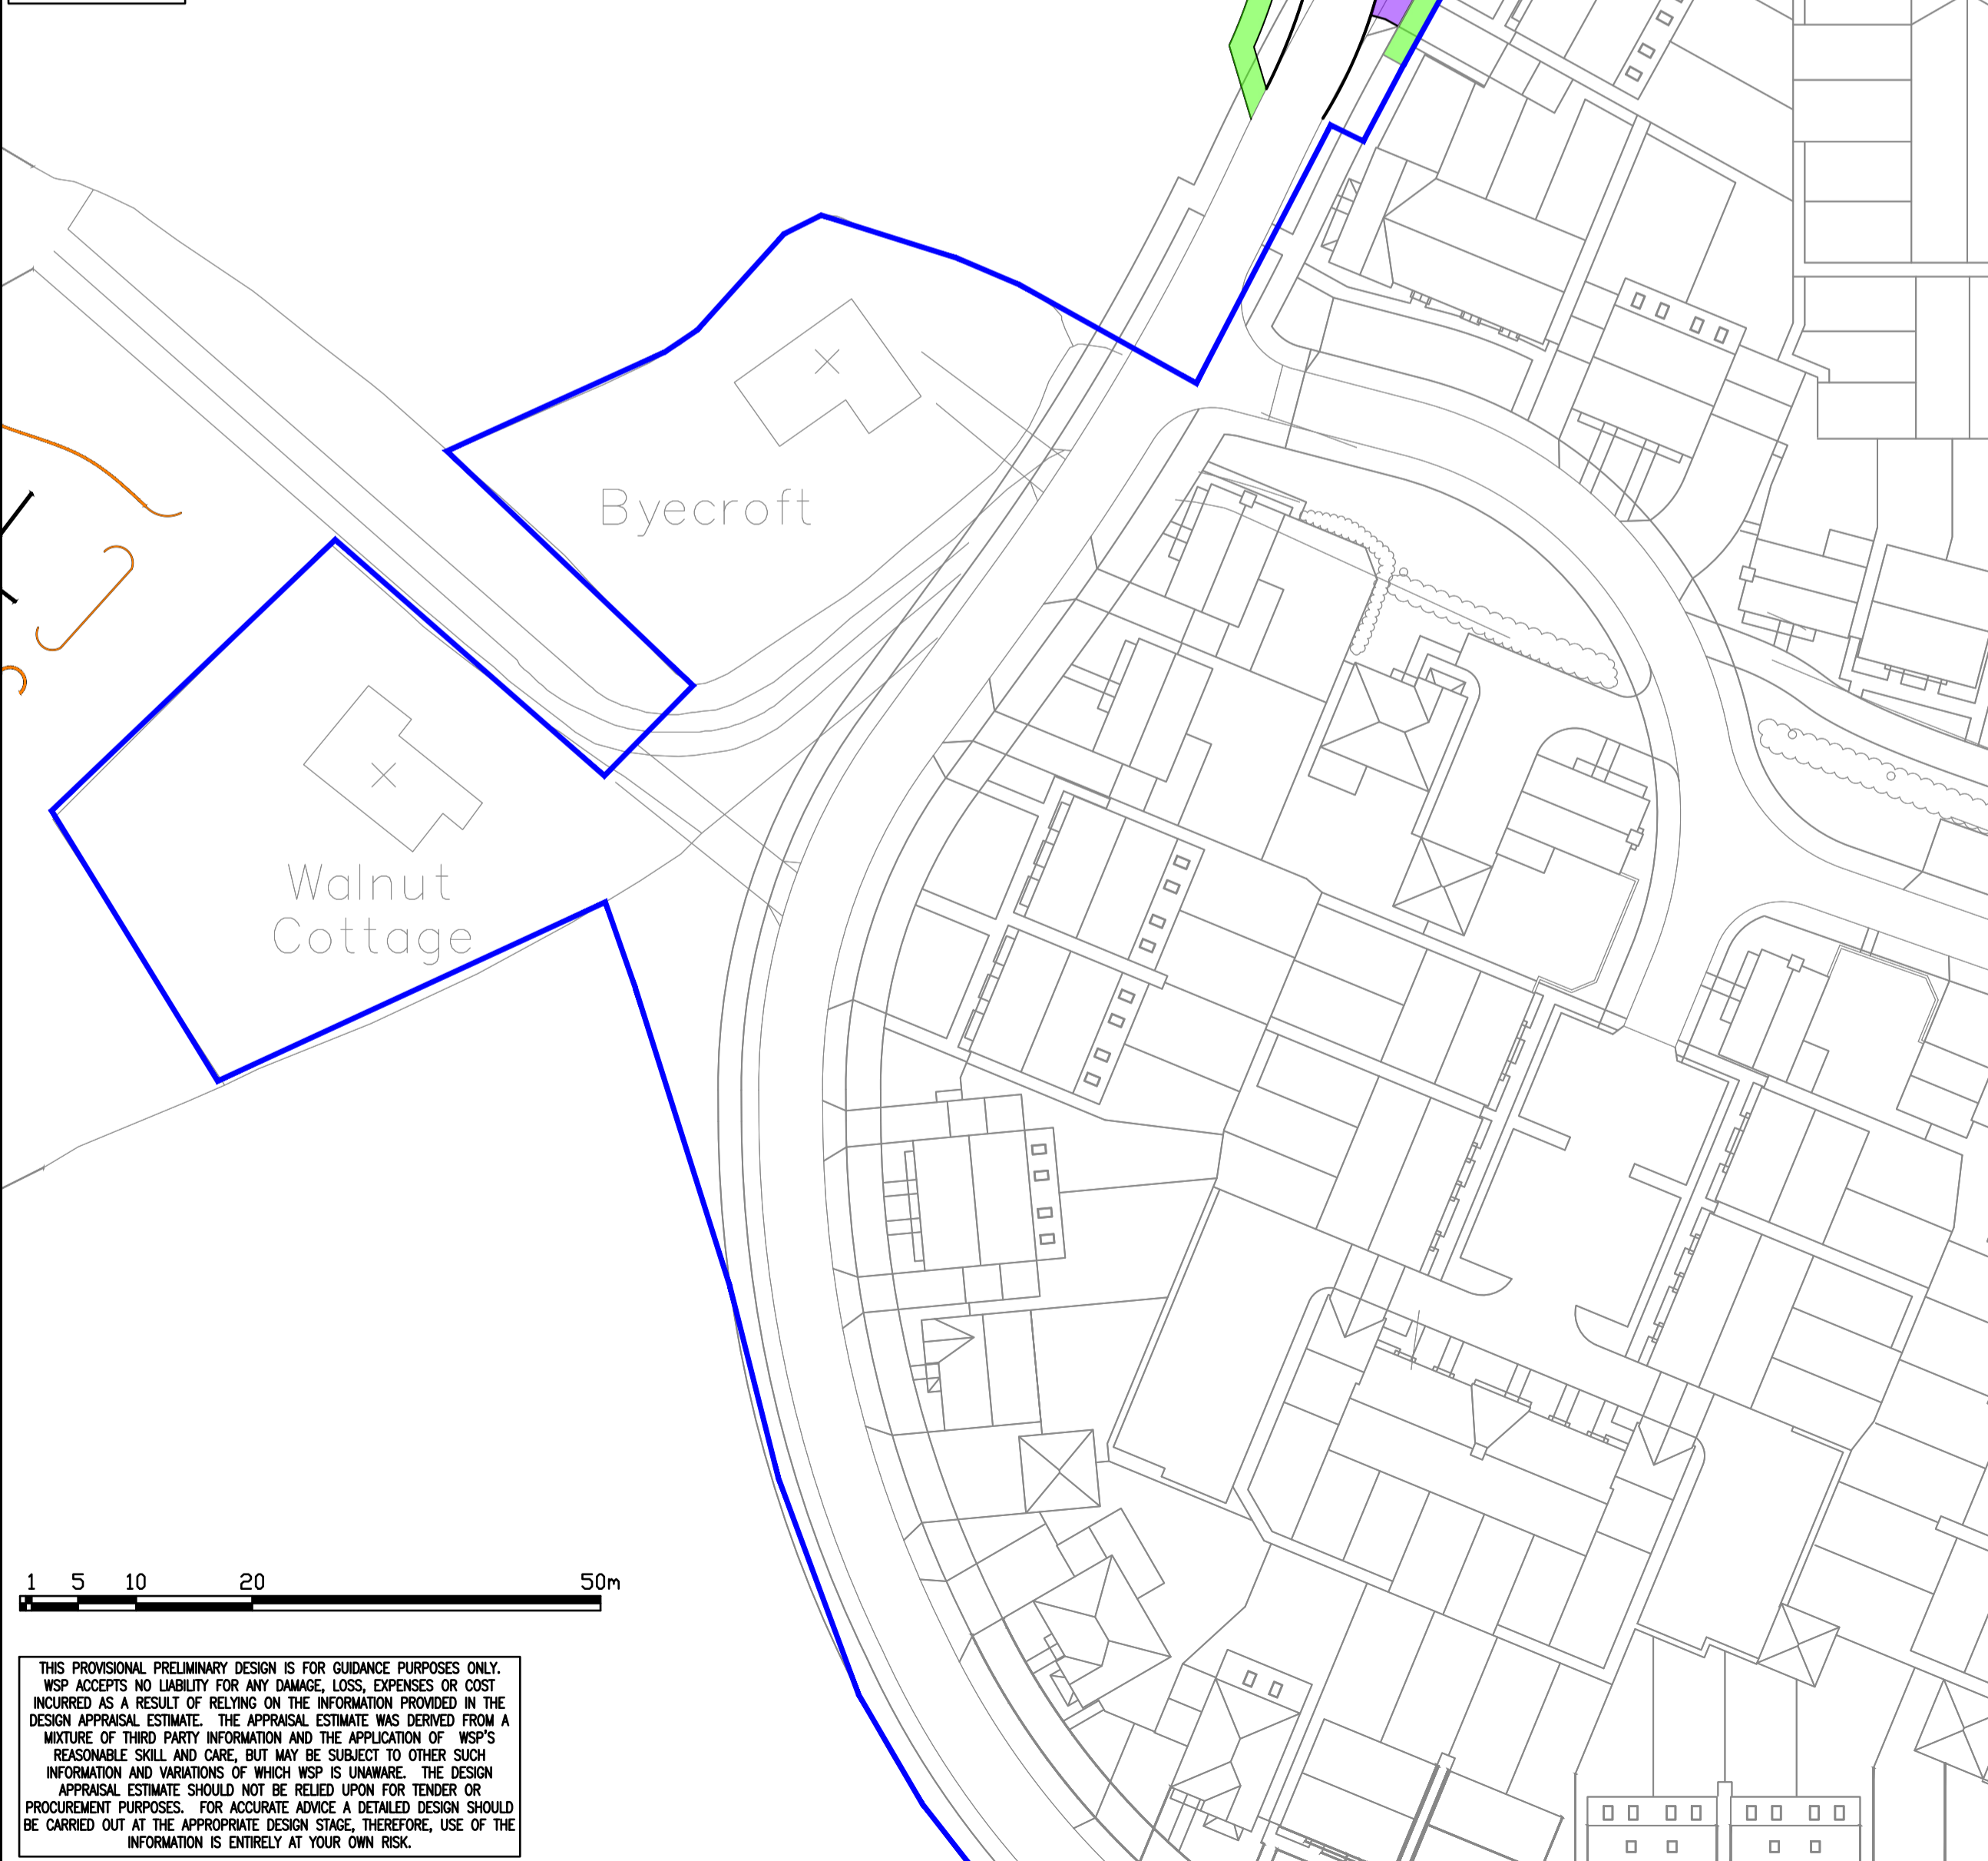 Byecroft
Walnut
Cottage
1 5 10 20 50m
THIS PROVISIONAL PRELIMINARY DESIGN IS FOR GUIDANCE PURPOSES ONLY.
WSP ACCEPTS NO LIABILITY FOR ANY DAMAGE, LOSS, EXPENSES OR COST
INCURRED AS A RESULT OF RELYING ON THE INFORMATION PROVIDED IN THE
DESIGN APPRAISAL ESTIMATE. THE APPRAISAL ESTIMATE WAS DERIVED FROM A
MIXTURE OF THIRD PARTY INFORMATION AND THE APPLICATION OF WSP'S
REASONABLE SKILL AND CARE, BUT MAY BE SUBJECT TO OTHER SUCH
INFORMATION AND VARIATIONS OF WHICH WSP IS UNAWARE. THE DESIGN
APPRAISAL ESTIMATE SHOULD NOT BE RELIED UPON FOR TENDER OR
PROCUREMENT PURPOSES. FOR ACCURATE ADVICE A DETAILED DESIGN SHOULD
BE CARRIED OUT AT THE APPROPRIATE DESIGN STAGE, THEREFORE, USE OF THE
INFORMATION IS ENTIRELY AT YOUR OWN RISK.